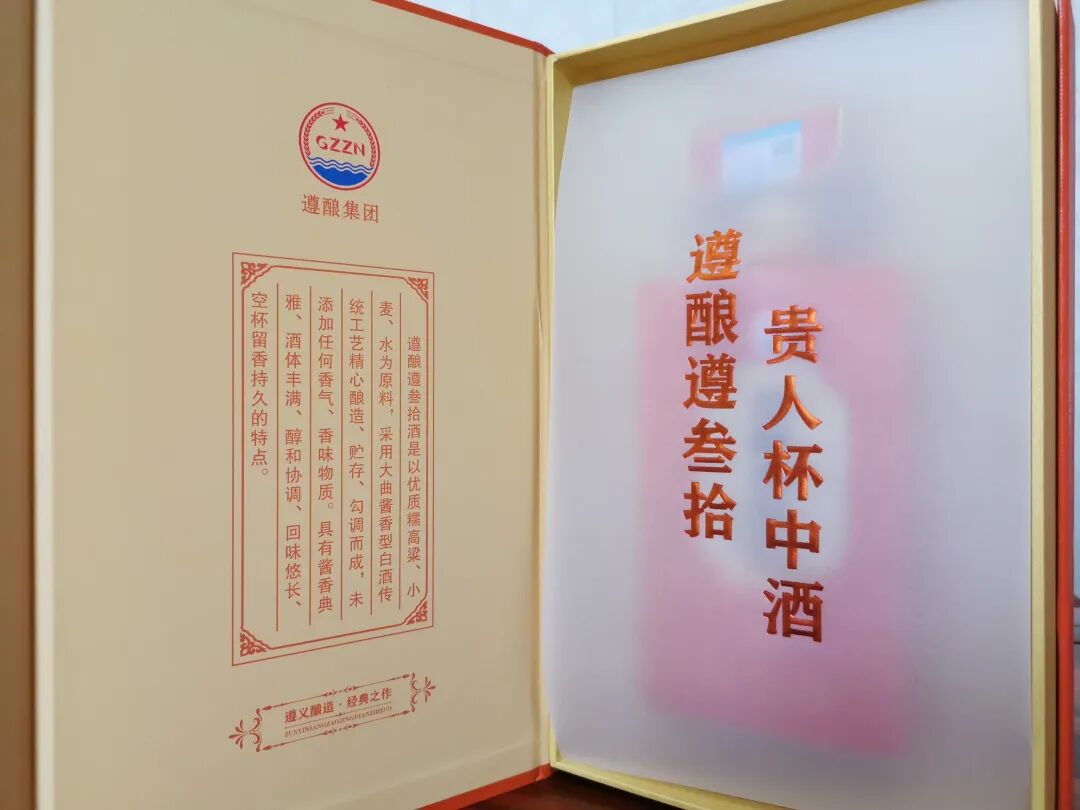 GZZN
遵酿集团
遵酿遵叁拾酒是以优质糯高粱、小
麦、水为原料，采用大曲酱香型白酒传
统工艺精心酿造、贮存、勾调而成，未
添加任何香气、香味物质。具有酱香典
雅、酒体丰满、醇和协调、回味悠长、
空杯留香持久的特点。
遵义酿造·经典之作
ZUNYINIANGZAOJINGDIANZHIZUO
贵人杯中酒
遵酿遵叁拾